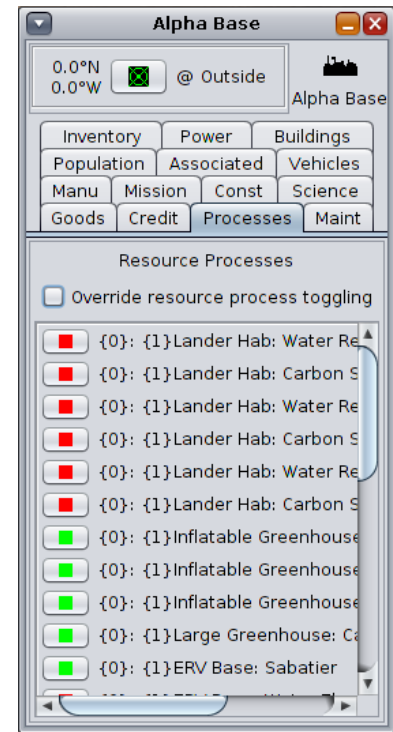 Alpha Base
0.0°N
0.0°W
@ Outside
Alpha Base
Inventory Power Buildings
Population Associated Vehicles
Manu Mission Const Science
Goods Credit Processes Maint
Resource Processes
Override resource process toggling
{0}: {1}Lander Hab: Water Re
{0}: {1}Lander Hab: Carbon S
{0}: {1}Lander Hab: Water Re
{0}: {1}Lander Hab: Carbon S
{0}: {1}Lander Hab: Water Re
{0}: {1}Lander Hab: Carbon S
{0}: {1}Inflatable Greenhouse
{0}: {1}Inflatable Greenhouse
{0}: {1}Inflatable Greenhouse
{0}: {1}Large Greenhouse: Ca
{0}: {1}ERV Base: Sabatier